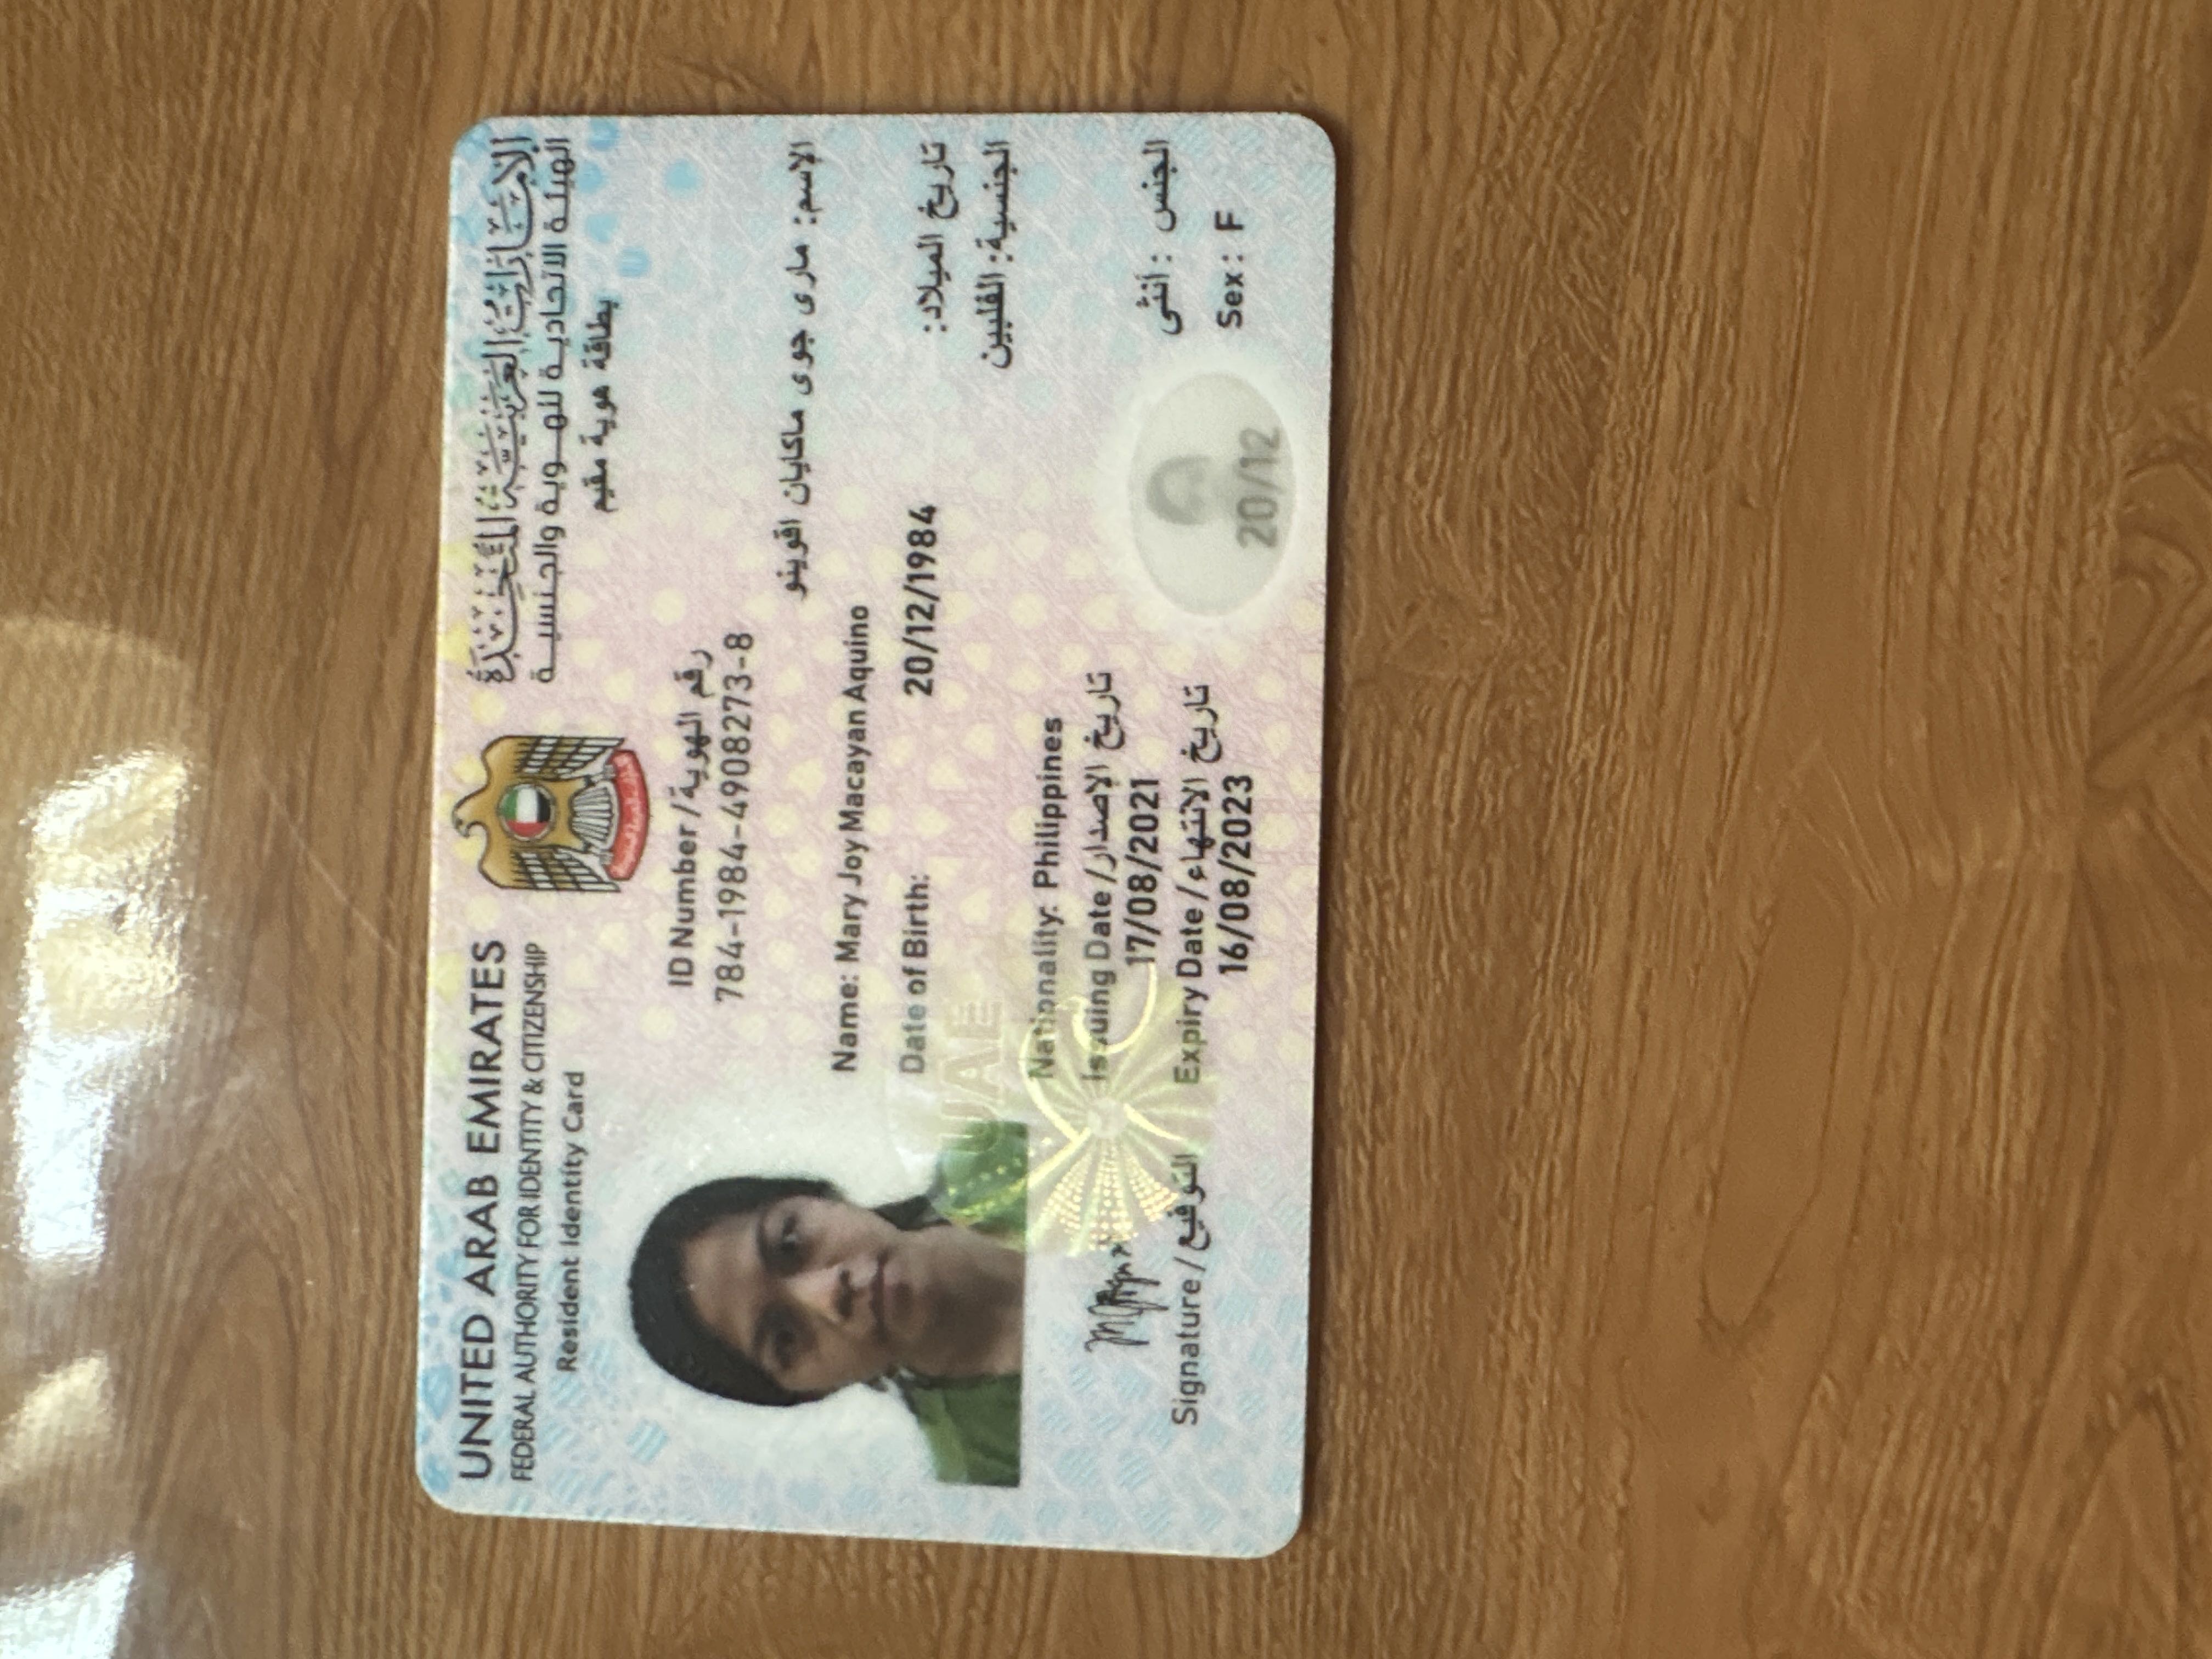 UNITED ARAB EMIRATES
FEDERAL AUTHORITY FOR IDENTITY & CITIZENSHIP
Resident Identity Card
الإمارات العربية المتحدة
الهيئة الاتحادية للهوية والجنسية
بطاقة هوية مقيم
ID Number / رقم الهوية
784-1984-4908273-8
الإسم: مارى جوى ماكايان اقوينو
Name: Mary Joy Macayan Aquino
Date of Birth: 20/12/1984 تاريخ الميلاد:
الجنسية: الفلبين
UAE
Nationality: Philippines
Issuing Date / تاريخ الإصدار
17/08/2021
Expiry Date / تاريخ الانتهاء
16/08/2023
Signature / التوقيع
20/12
الجنس : أنثى
Sex: F